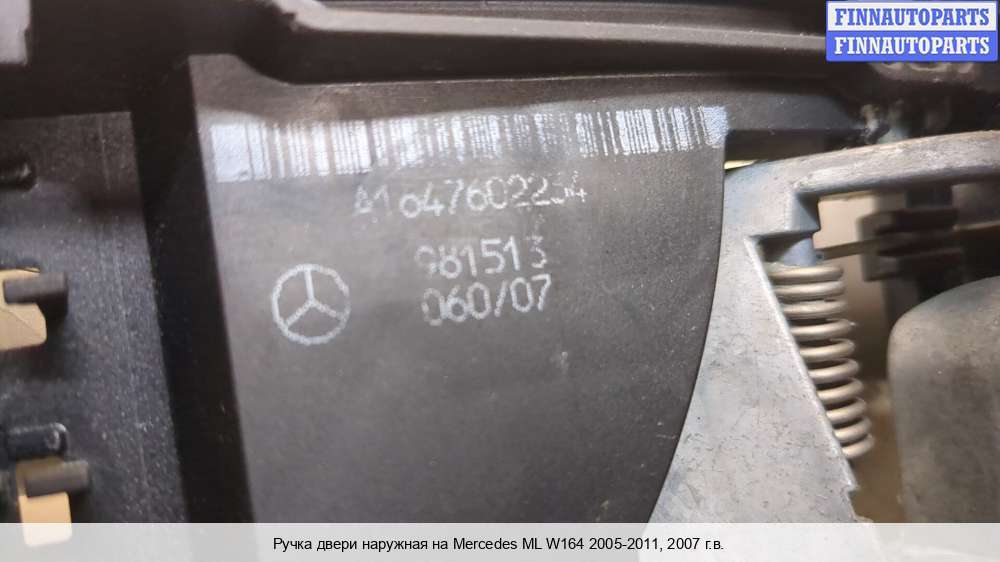 FINNAUTOPARTS
FINNAUTOPARTS
A1647602234
981513
060/07
Ручка двери наружная на Mercedes ML W164 2005-2011, 2007 г.в.